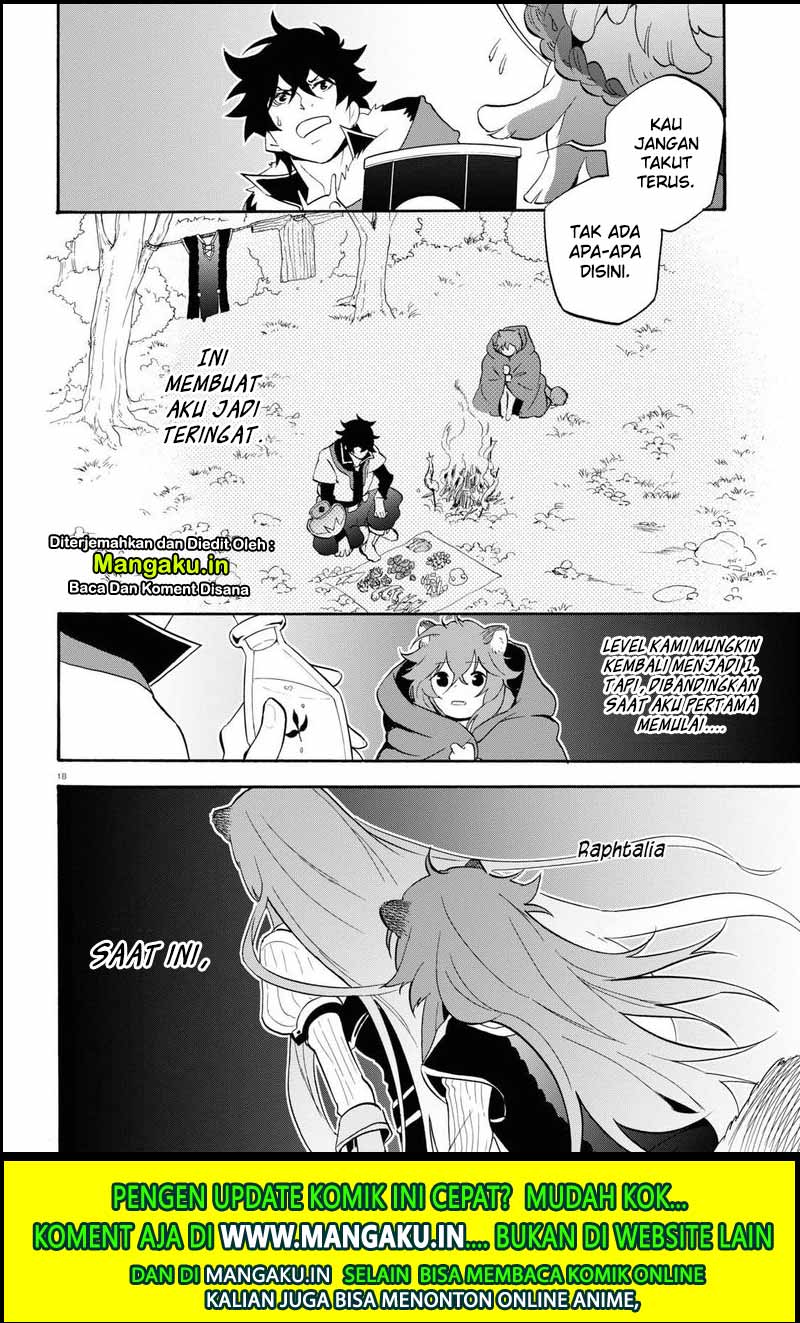 KAU
JANGAN
TAKUT
TERUS.
TAK ADA
APA-APA
DISINI.
INI
MEMBUAT
AKU JADI
TERINGAT.
Diterjemahkan dan Diedit Oleh :
Mangaku.in
Baca Dan Koment Disana
LEVEL KAMI MUNGKIN
KEMBALI MENJADI 1.
TAPI, DIBANDINGKAN
SAAT AKU PERTAMA
MEMULAI....
18
Raphtalia
SAAT INI,
PENGEN UPDATE KOMIK INI CEPAT? MUDAH KOK...
KOMENT AJA DI WWW.MANGAKU.IN.... BUKAN DI WEBSITE LAIN
DAN DI MANGAKU.IN SELAIN BISA MEMBACA KOMIK ONLINE
KALIAN JUGA BISA MENONTON ONLINE ANIME,